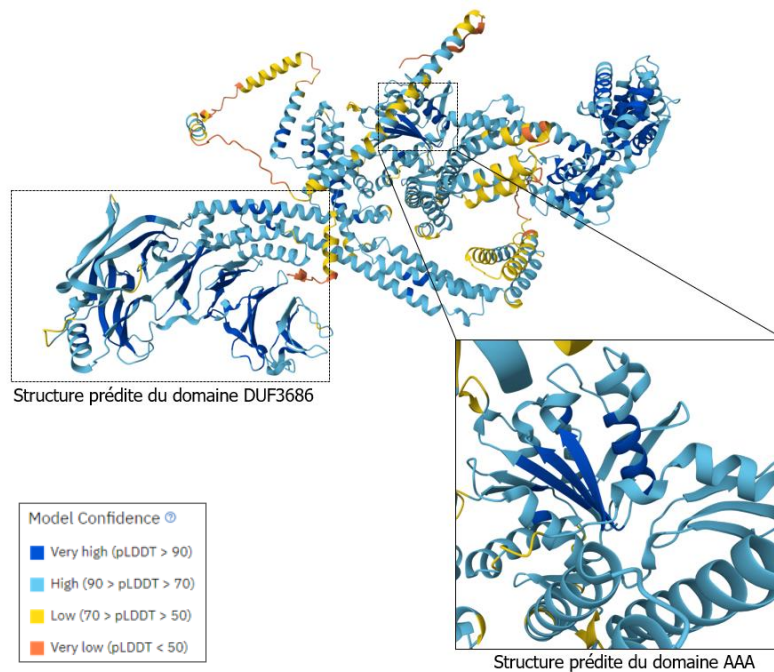 Structure prédite du domaine DUF3686
Model Confidence ?
Very high (pLDDT > 90)
High (90 > pLDDT > 70)
Low (70 > pLDDT > 50)
Very low (pLDDT < 50)
Structure prédite du domaine AAA